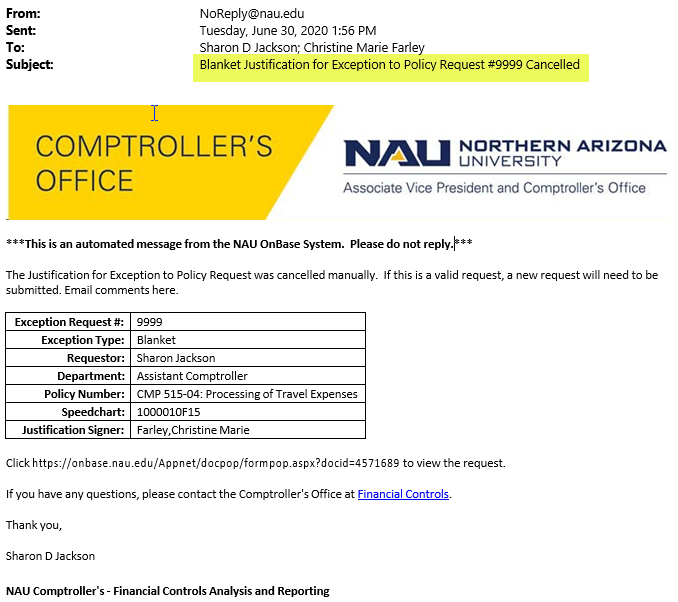 From: NoReply@nau.edu
Sent: Tuesday, June 30, 2020 1:56 PM
To: Sharon D Jackson; Christine Marie Farley
Subject: Blanket Justification for Exception to Policy Request #9999 Cancelled
COMPTROLLER'S
OFFICE
NAU NORTHERN ARIZONA
UNIVERSITY
Associate Vice President and Comptroller's Office
***This is an automated message from the NAU OnBase System.  Please do not reply.***
The Justification for Exception to Policy Request was cancelled manually.  If this is a valid request, a new request will need to be
submitted. Email comments here.
Exception Request #: 9999
Exception Type: Blanket
Requestor: Sharon Jackson
Department: Assistant Comptroller
Policy Number: CMP 515-04: Processing of Travel Expenses
Speedchart: 1000010F15
Justification Signer: Farley,Christine Marie
Click https://onbase.nau.edu/Appnet/docpop/formpop.aspx?docid=4571689 to view the request.
If you have any questions, please contact the Comptroller's Office at Financial Controls.
Thank you,
Sharon D Jackson
NAU Comptroller's - Financial Controls Analysis and Reporting